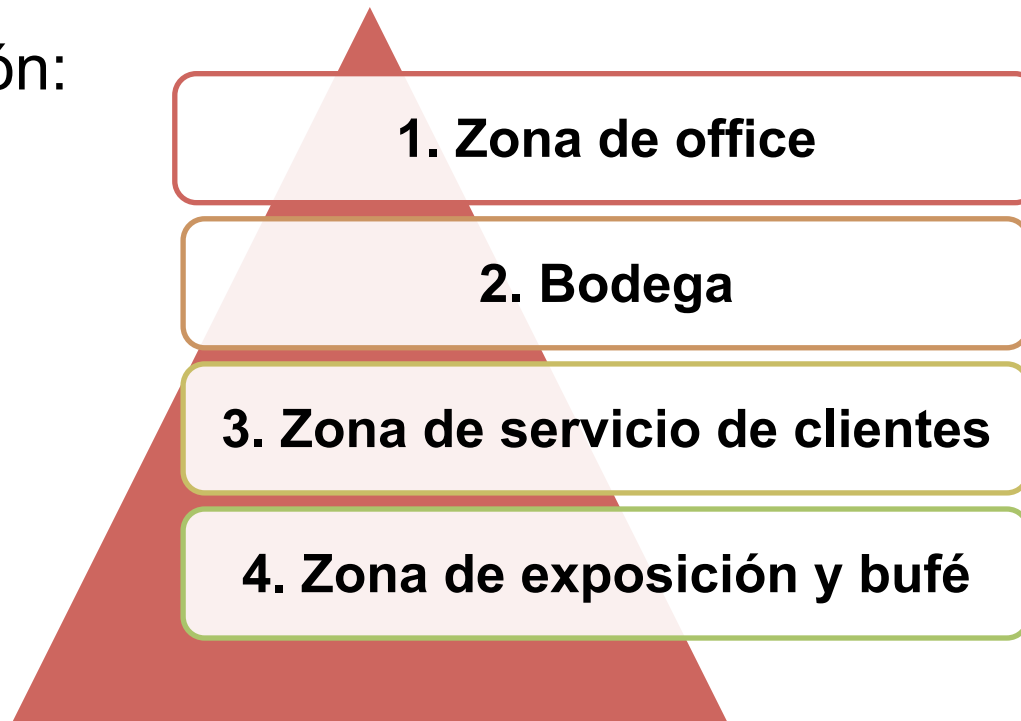 ón:
1. Zona de office
2. Bodega
3. Zona de servicio de clientes
4. Zona de exposición y bufé